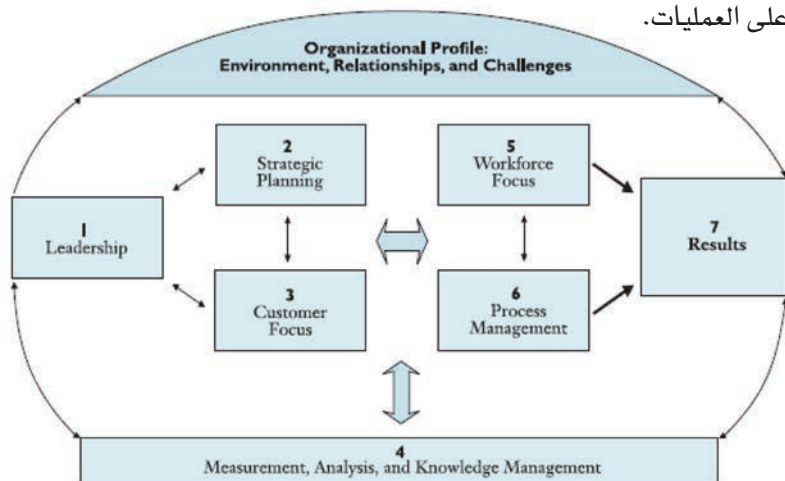 على العمليات.
Organizational Profile:
Environment, Relationships, and Challenges
2
Strategic
Planning
5
Workforce
Focus
1
Leadership
7
Results
3
Customer
Focus
6
Process
Management
4
Measurement, Analysis, and Knowledge Management